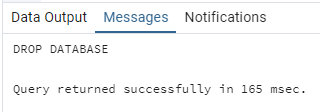 Data Output Messages Notifications
DROP DATABASE
Query returned successfully in 165 msec.